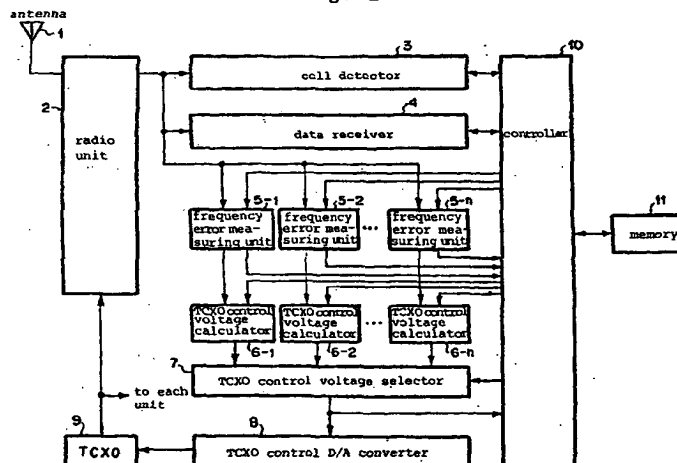 antenna
1
2
radio
unit
3
cell detector
4
data receiver
10
controller
11
memory
5-1
frequency
error mea-
suring unit
5-2
frequency
error mea-
suring unit
...
5-n
frequency
error mea-
suring unit
TCXO control
voltage
calculator
6-1
TCXO control
voltage
calculator
6-2
...
TCXO control
voltage
calculator
6-n
7
TCXO control voltage selector
to each
unit
9
TCXO
8
TCXO control D/A converter